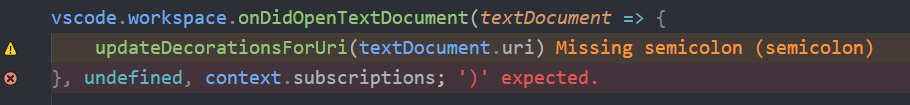 vscode.workspace.onDidOpenTextDocument(textDocument => {
updateDecorationsForUri(textDocument.uri) Missing semicolon (semicolon)
}, undefined, context.subscriptions; ')' expected.